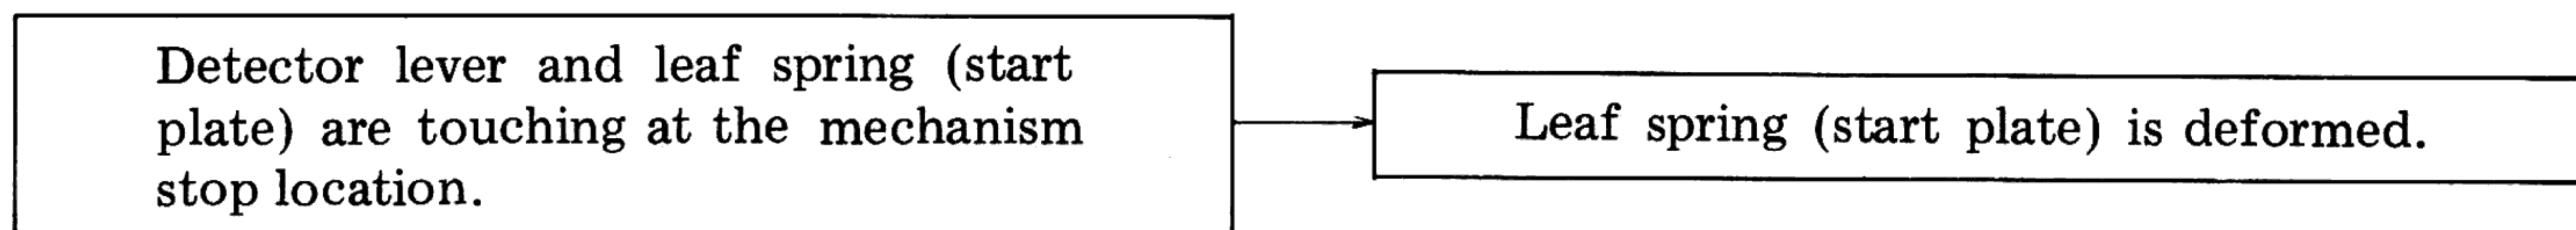 Detector lever and leaf spring (start
plate) are touching at the mechanism
stop location.
Leaf spring (start plate) is deformed.